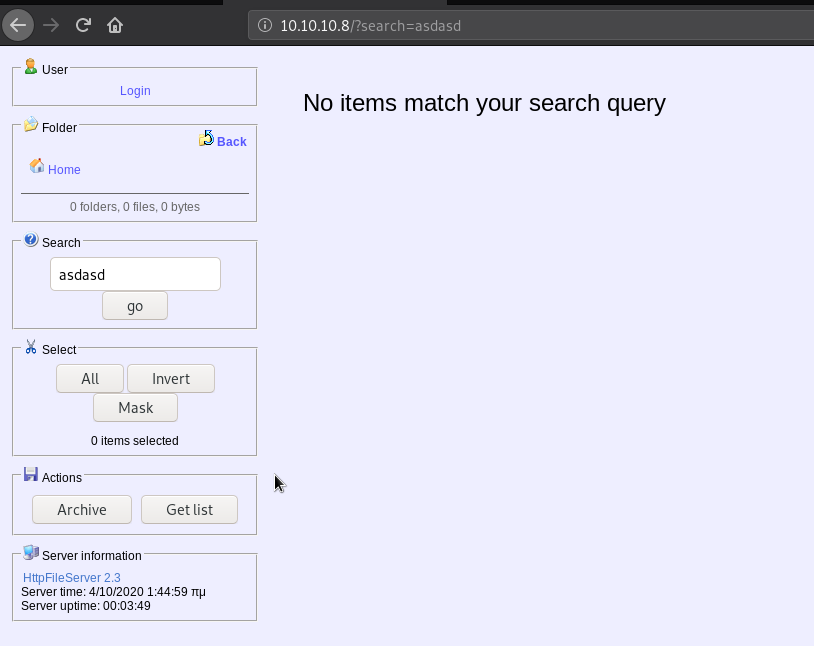 10.10.10.8/?search=asdasd
User
Login
Folder
Back
Home
0 folders, 0 files, 0 bytes
Search
asdasd
go
Select
All Invert
Mask
0 items selected
Actions
Archive Get list
Server information
HttpFileServer 2.3
Server time: 4/10/2020 1:44:59 πμ
Server uptime: 00:03:49
No items match your search query